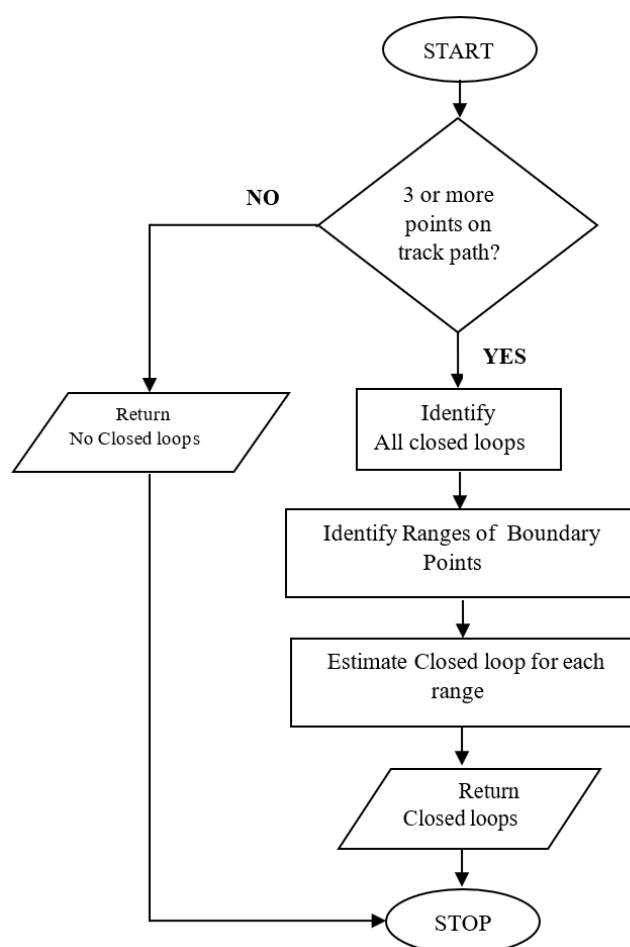 START
3 or more
points on
track path?
NO
YES
Return
No Closed loops
Identify
All closed loops
Identify Ranges of Boundary
Points
Estimate Closed loop for each
range
Return
Closed loops
STOP